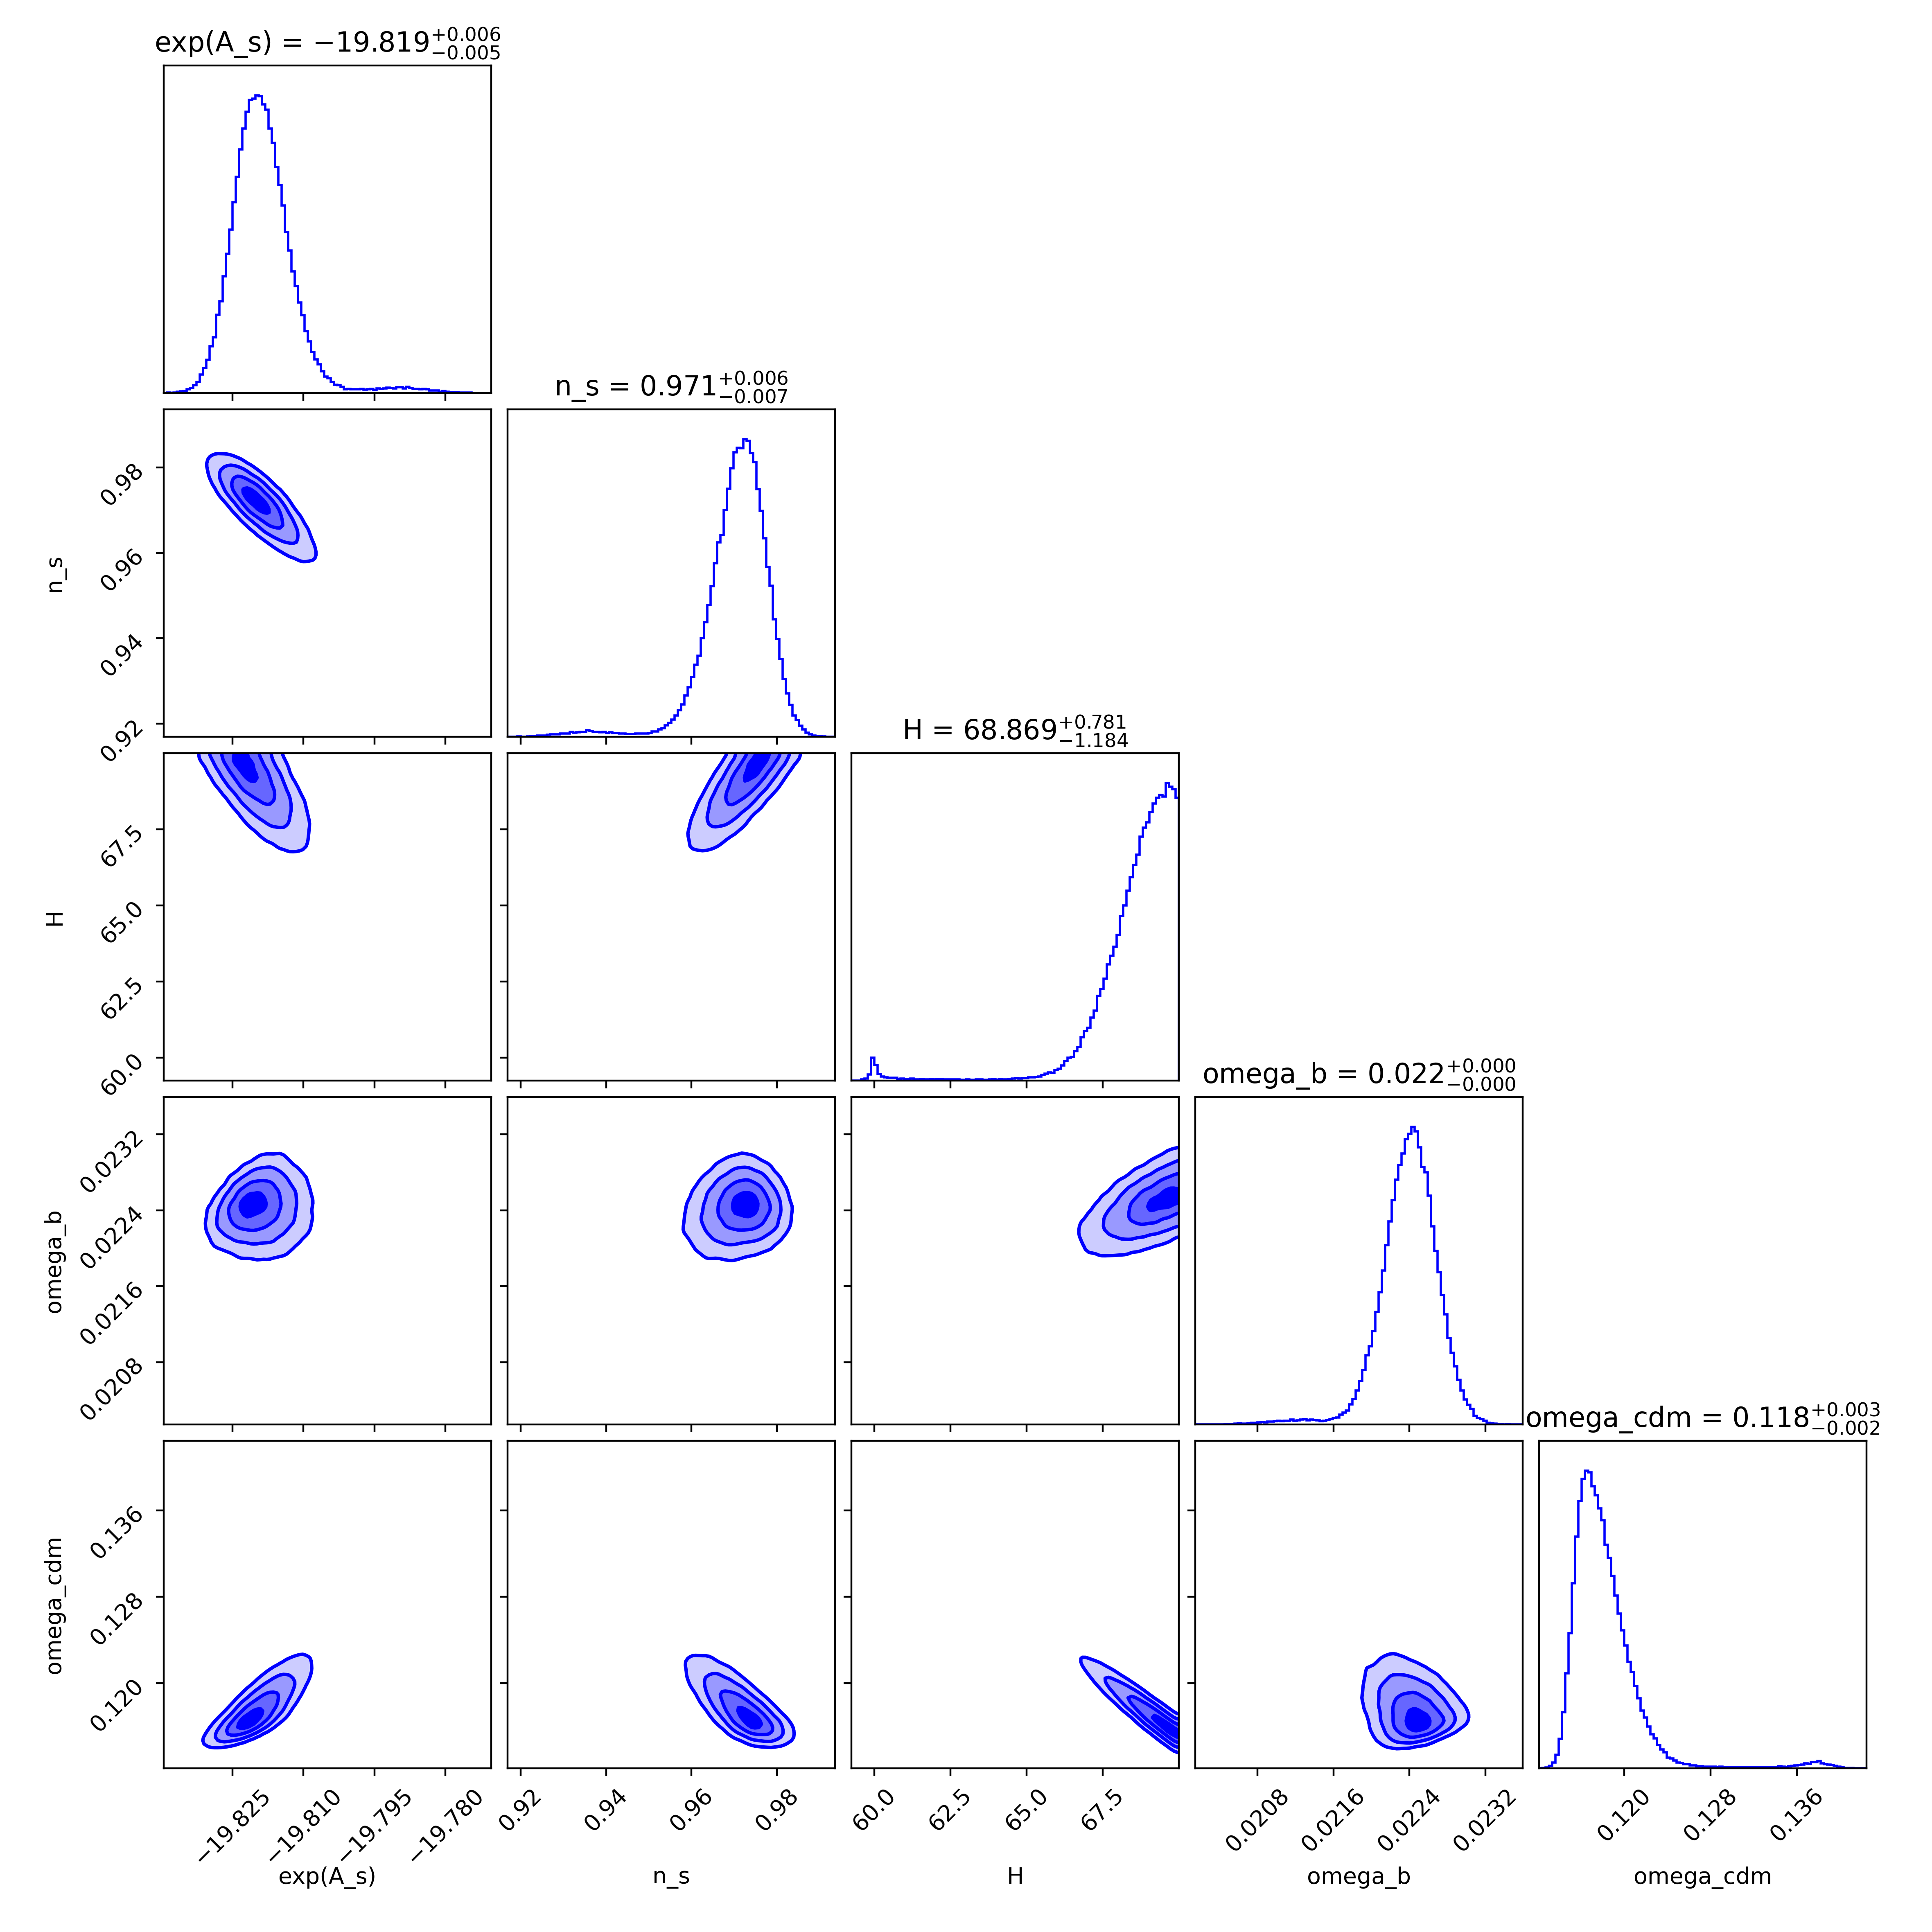 exp(A_s) = −19.819+0.006 −0.005
n_s = 0.971+0.006 −0.007
0.98
0.96
0.94
0.92
n_s
H = 68.869+0.781 −1.184
67.5
65.0
62.5
60.0
H
omega_b = 0.022+0.000 −0.000
0.0232
0.0224
0.0216
0.0208
omega_b
omega_cdm = 0.118+0.003 −0.002
0.136
0.128
0.120
omega_cdm
−19.825 −19.810 −19.795 −19.780 0.92 0.94 0.96 0.98 60.0 62.5 65.0 67.5 0.0208 0.0216 0.0224 0.0232 0.120 0.128 0.136
exp(A_s) n_s H omega_b omega_cdm